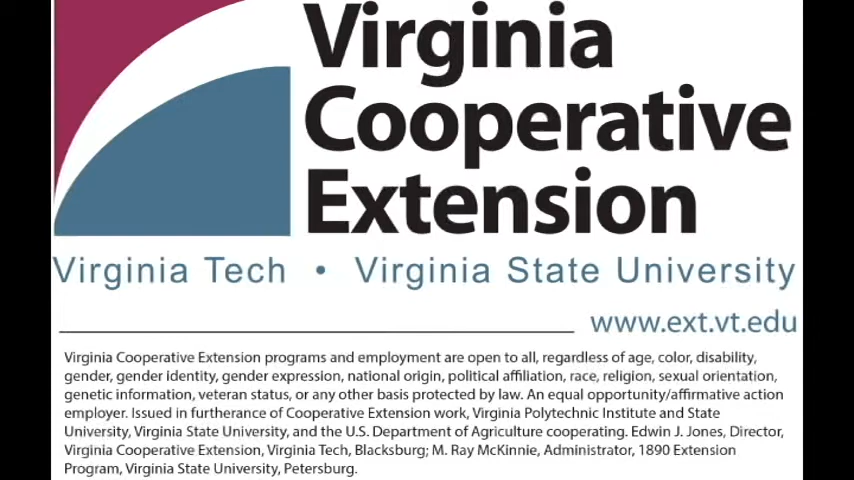 Virginia
Cooperative
Extension
Virginia Tech • Virginia State University
www.ext.vt.edu
Virginia Cooperative Extension programs and employment are open to all, regardless of age, color, disability,
gender, gender identity, gender expression, national origin, political affiliation, race, religion, sexual orientation,
genetic information, veteran status, or any other basis protected by law. An equal opportunity/affirmative action
employer. Issued in furtherance of Cooperative Extension work, Virginia Polytechnic Institute and State
University, Virginia State University, and the U.S. Department of Agriculture cooperating. Edwin J. Jones, Director,
Virginia Cooperative Extension, Virginia Tech, Blacksburg; M. Ray McKinnie, Administrator, 1890 Extension
Program, Virginia State University, Petersburg.